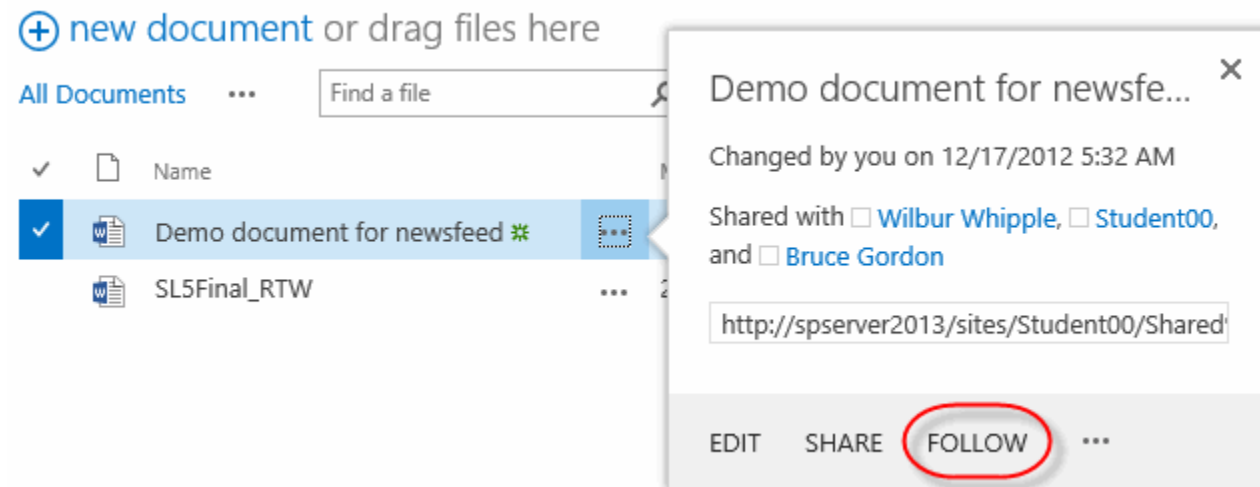 new document or drag files here
All Documents ... Find a file
Name
Demo document for newsfeed ...
SL5Final_RTW ...
Demo document for newsfe...
Changed by you on 12/17/2012 5:32 AM
Shared with Wilbur Whipple, Student00,
and Bruce Gordon
http://spserver2013/sites/Student00/Shared
EDIT SHARE FOLLOW ...